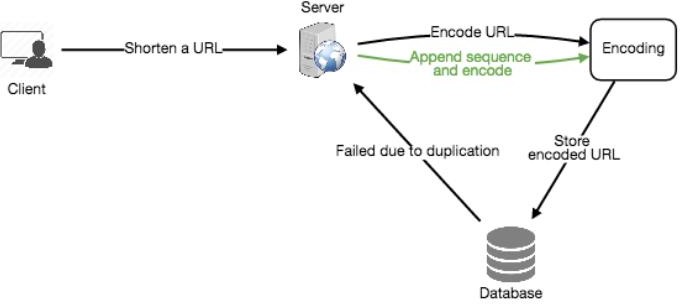 Server
Shorten a URL
Encode URL
Append sequence
and encode
Encoding
Client
Failed due to duplication
Store
encoded URL
Database